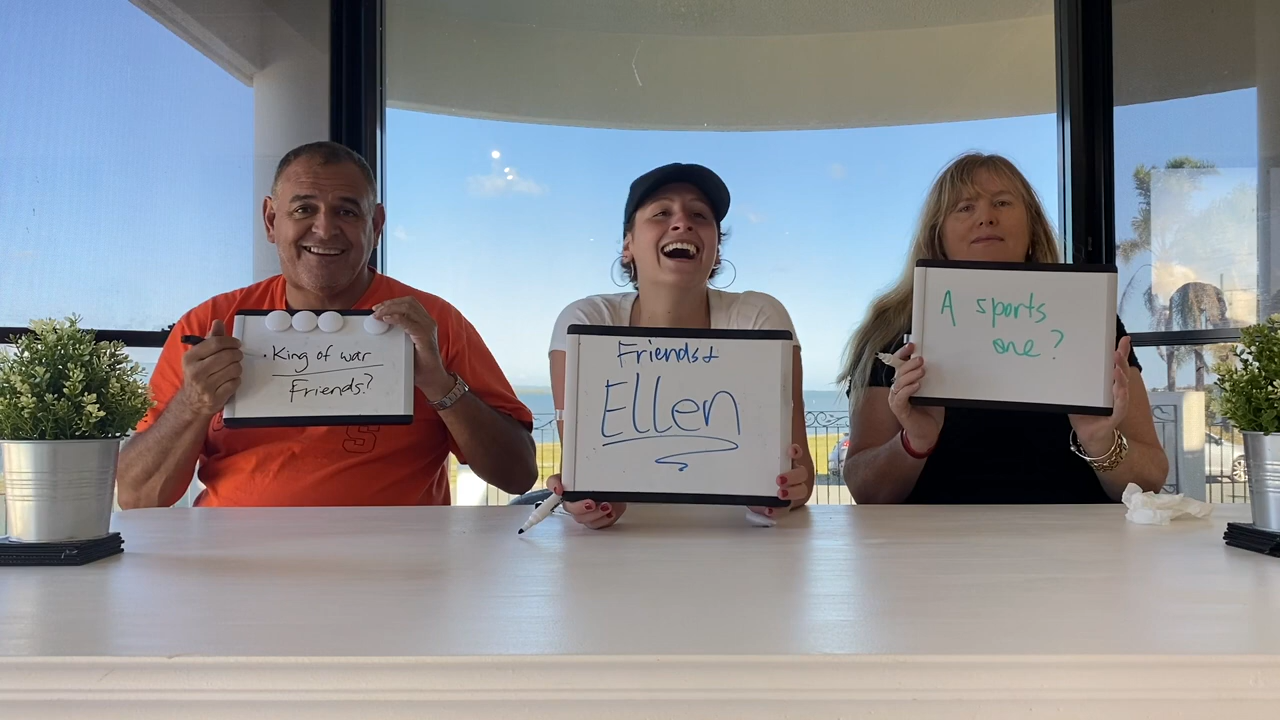 . King of war
Friends?
Friends &
Ellen
A sports
one?